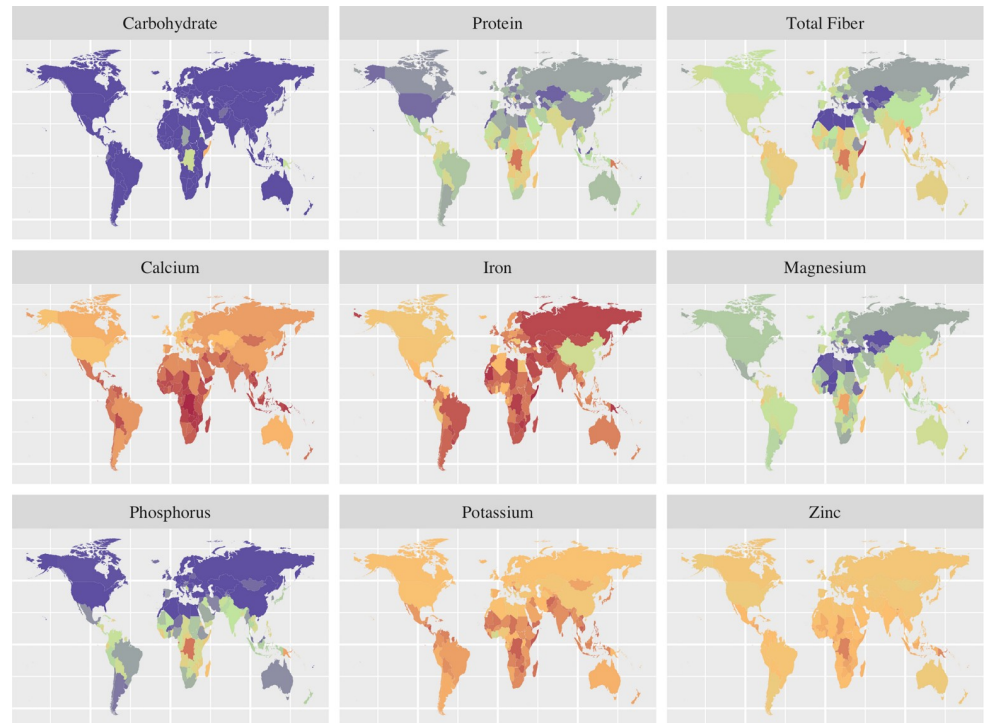 Carbohydrate
Protein
Total Fiber
Calcium
Iron
Magnesium
Phosphorus
Potassium
Zinc